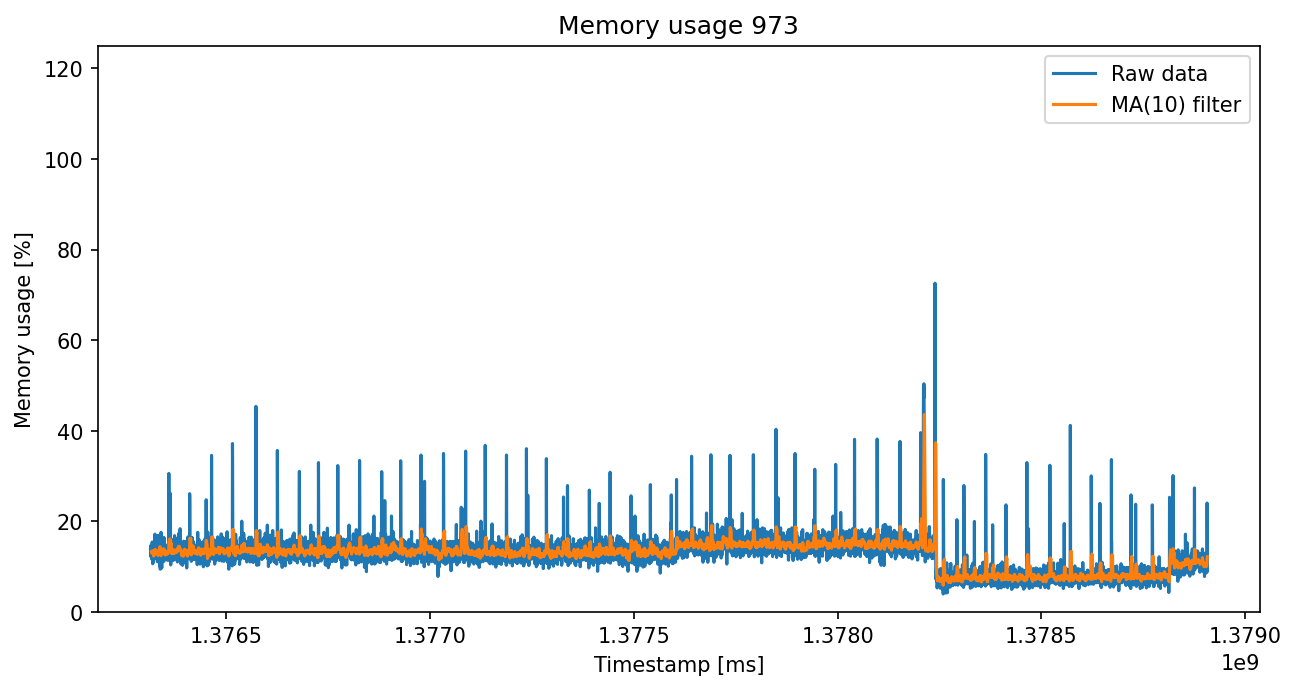 Memory usage 973
Raw data
MA(10) filter
Memory usage [%]
120
100
80
60
40
20
0
1.3765 1.3770 1.3775 1.3780 1.3785 1.3790
1e9
Timestamp [ms]